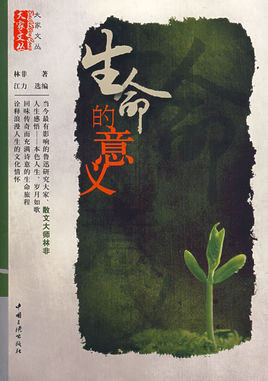 大家文丛
大家文丛
林非 著
江力 选编
生命
的意义
当今最有影响的鲁迅研究大家、散文大师林非
人生感悟——本色人生，岁月如歌
回味传奇而充满诗意的生命旅程
诠释浪漫人生的文化情怀
中国三峡出版社